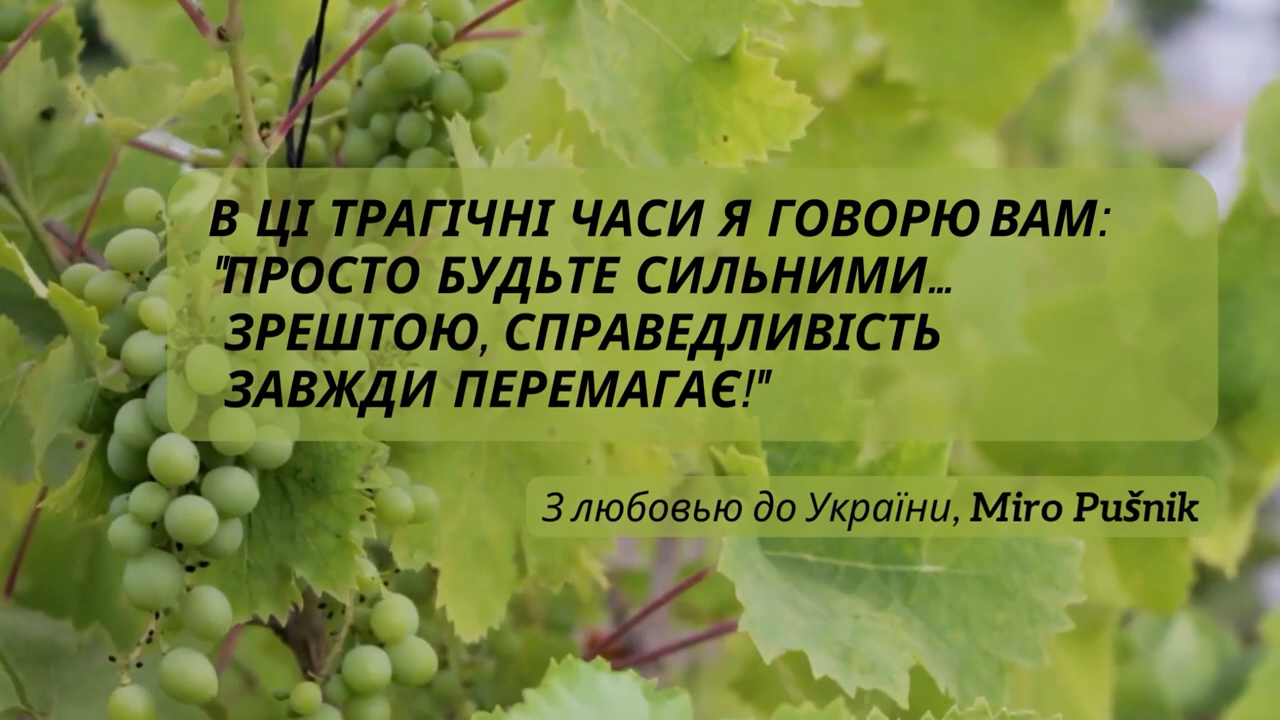 В ЦІ ТРАГІЧНІ ЧАСИ Я ГОВОРЮ ВАМ:
"ПРОСТО БУДЬТЕ СИЛЬНИМИ...
ЗРЕШТОЮ, СПРАВЕДЛИВІСТЬ
ЗАВЖДИ ПЕРЕМАГАЄ!"
З любовью до України, Miro Pušnik